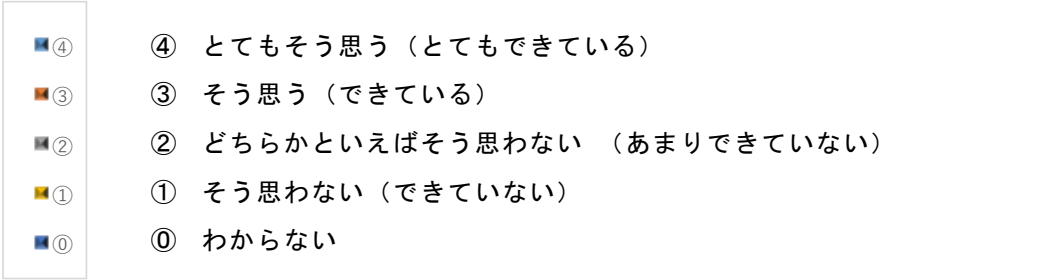 ④ ④ とてもそう思う（とてもできている）
③ ③ そう思う（できている）
② ② どちらかといえばそう思わない （あまりできていない）
① ① そう思わない（できていない）
⓪ ⓪ わからない